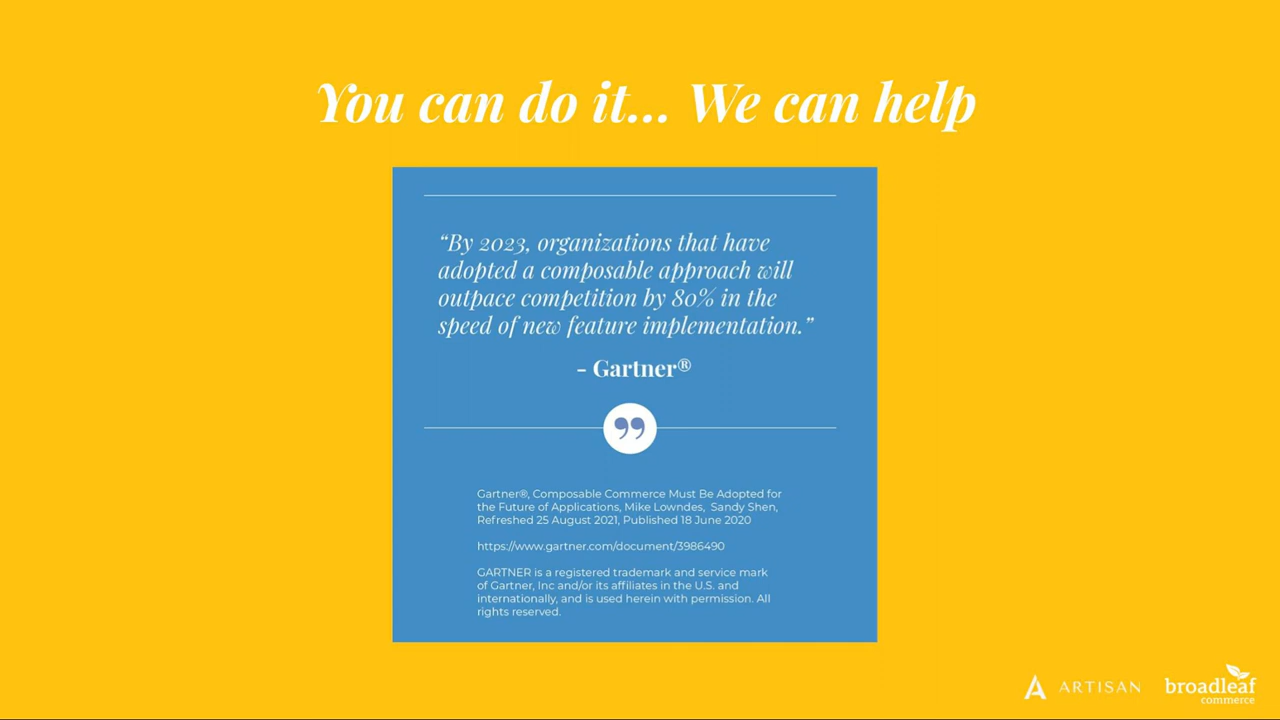 You can do it... We can help
“By 2023, organizations that have
adopted a composable approach will
outpace competition by 80% in the
speed of new feature implementation.”
- Gartner®
Gartner®, Composable Commerce Must Be Adopted for
the Future of Applications, Mike Lowndes, Sandy Shen,
Refreshed 25 August 2021, Published 18 June 2020
https://www.gartner.com/document/3986490
GARTNER is a registered trademark and service mark
of Gartner, Inc and/or its affiliates in the U.S. and
internationally, and is used herein with permission. All
rights reserved.
ARTISAN
broadleaf
commerce